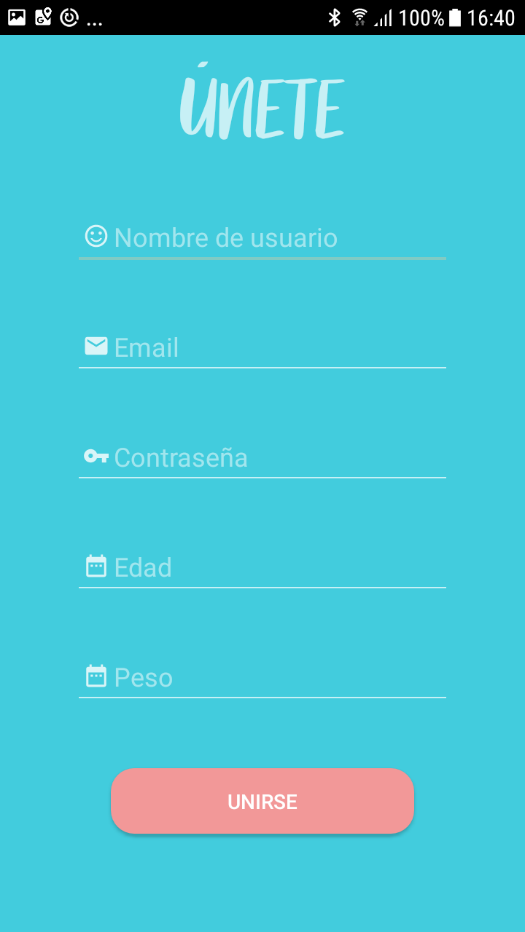 ... 100% 16:40
ÚNETE
Nombre de usuario
Email
Contraseña
Edad
Peso
UNIRSE